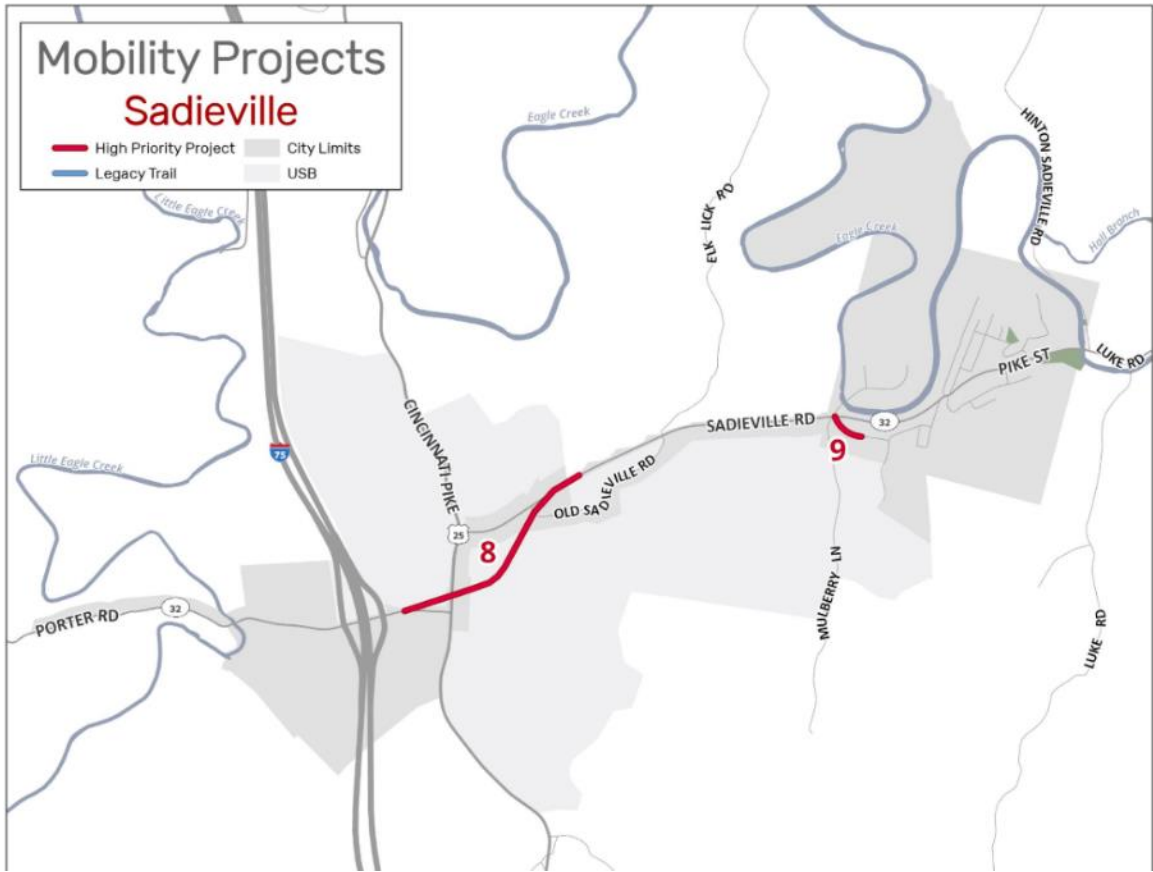 Mobility Projects
Sadieville
High Priority Project
City Limits
Legacy Trail
USB
Eagle Creek
HINTON SADIEVILLE RD
Little Eagle Creek
ELK LICK RD
Hall Branch
Eagle Creek
LUKE RD
PIKE ST
CINCINNATI PIKE
SADIEVILLE RD
32
9
75
Little Eagle Creek
OLD SADIEVILLE RD
25
8
MULBERRY LN
32
PORTER RD
LUKE RD